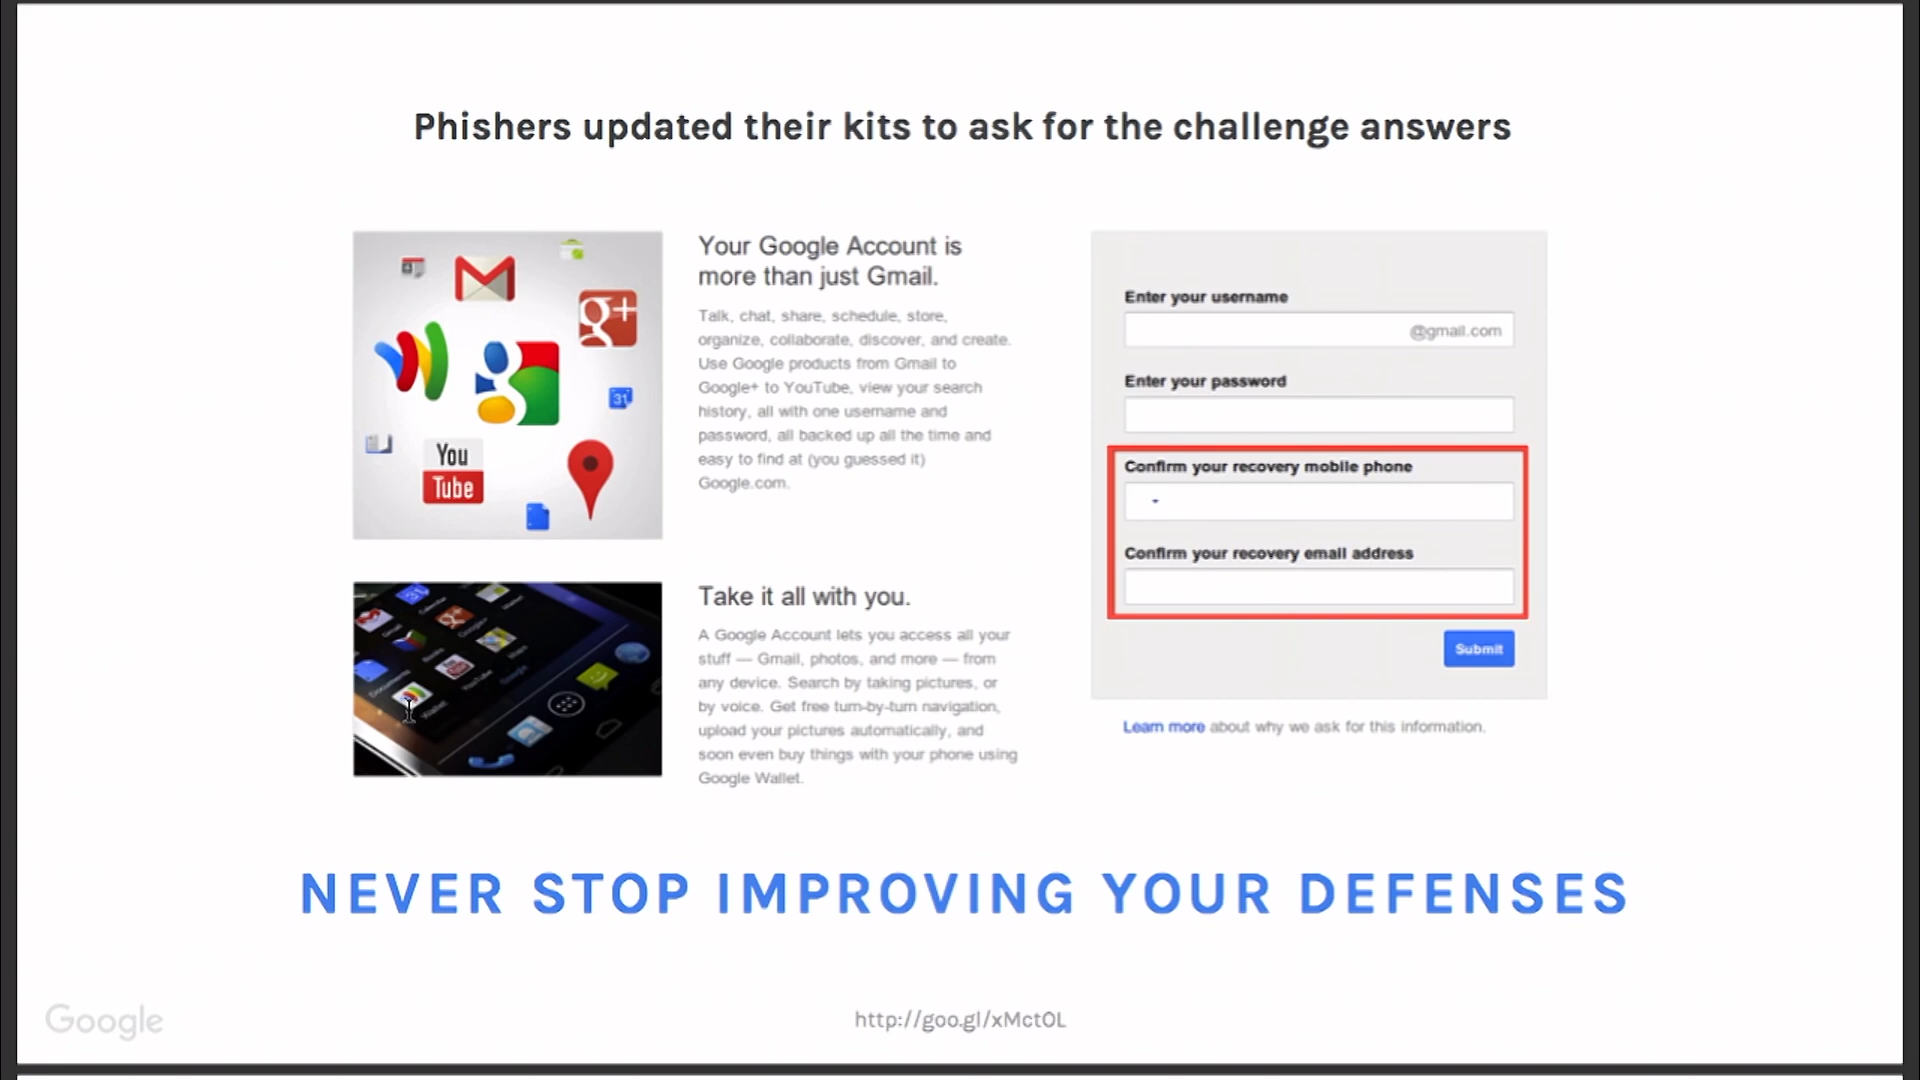 Phishers updated their kits to ask for the challenge answers
You
Tube
g+
31
Your Google Account is
more than just Gmail.
Talk, chat, share, schedule, store,
organize, collaborate, discover, and create.
Use Google products from Gmail to
Google+ to YouTube, view your search
history, all with one username and
password, all backed up all the time and
easy to find at (you guessed it)
Google.com.
Take it all with you.
A Google Account lets you access all your
stuff — Gmail, photos, and more — from
any device. Search by taking pictures, or
by voice. Get free turn-by-turn navigation,
upload your pictures automatically, and
soon even buy things with your phone using
Google Wallet.
Enter your username
@gmail.com
Enter your password
Confirm your recovery mobile phone
Confirm your recovery email address
Submit
Learn more about why we ask for this information.
NEVER STOP IMPROVING YOUR DEFENSES
Google
http://goo.gl/xMctOL